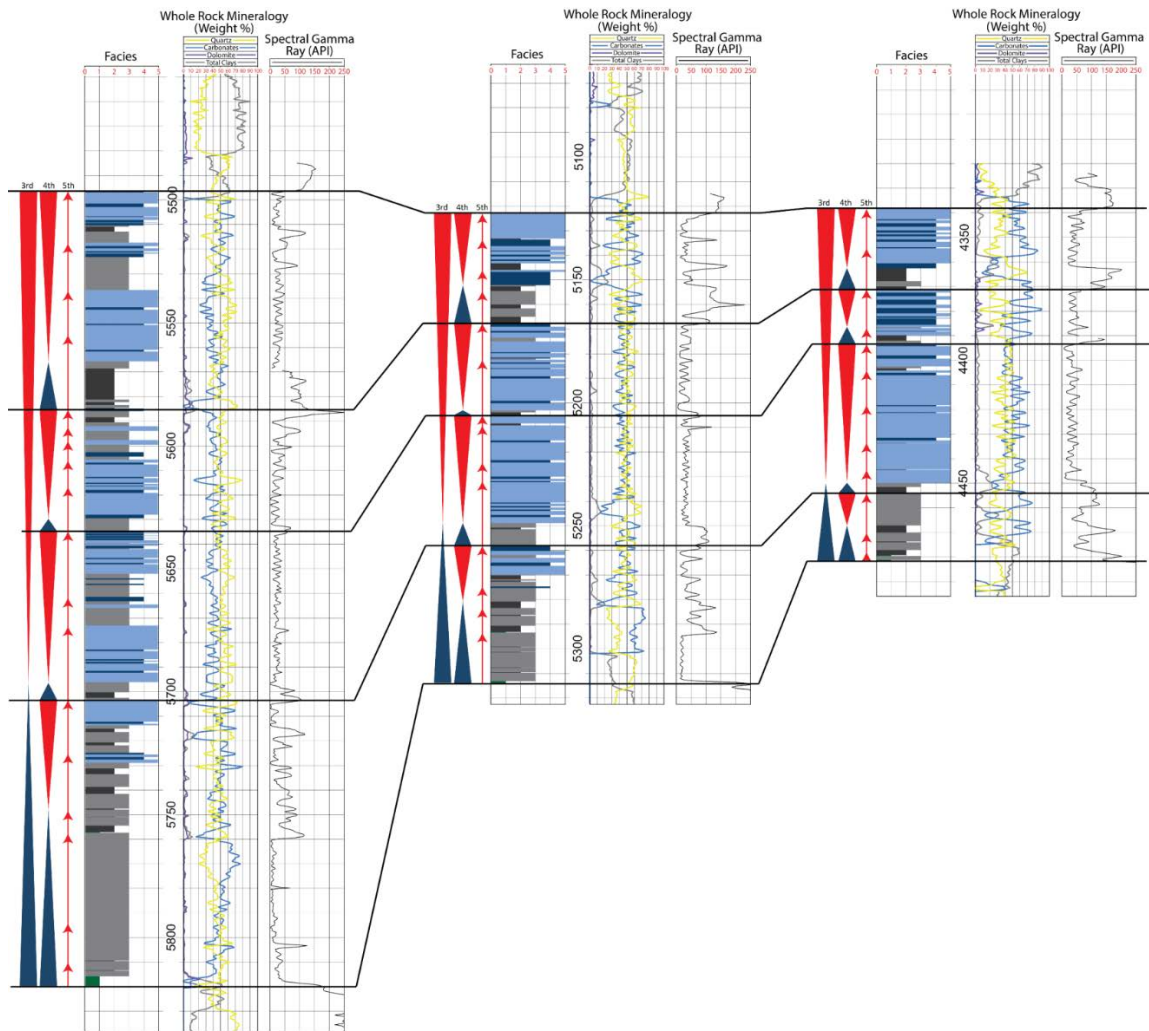 Whole Rock Mineralogy
(Weight %)
Quartz
Carbonates
Dolomite
Total Clays
Facies
0 1 2 3 4 5
Spectral Gamma
Ray (API)
0 50 100 150 200 250
3rd 4th 5th
5500
5550
5600
5650
5700
5750
5800
Whole Rock Mineralogy
(Weight %)
Quartz
Carbonates
Dolomite
Total Clays
Facies
0 1 2 3 4 5
Spectral Gamma
Ray (API)
0 50 100 150 200 250
3rd 4th 5th
5100
5150
5200
5250
5300
Whole Rock Mineralogy
(Weight %)
Quartz
Carbonates
Dolomite
Total Clays
Facies
0 1 2 3 4 5
Spectral Gamma
Ray (API)
0 50 100 150 200 250
3rd 4th 5th
4350
4400
4450